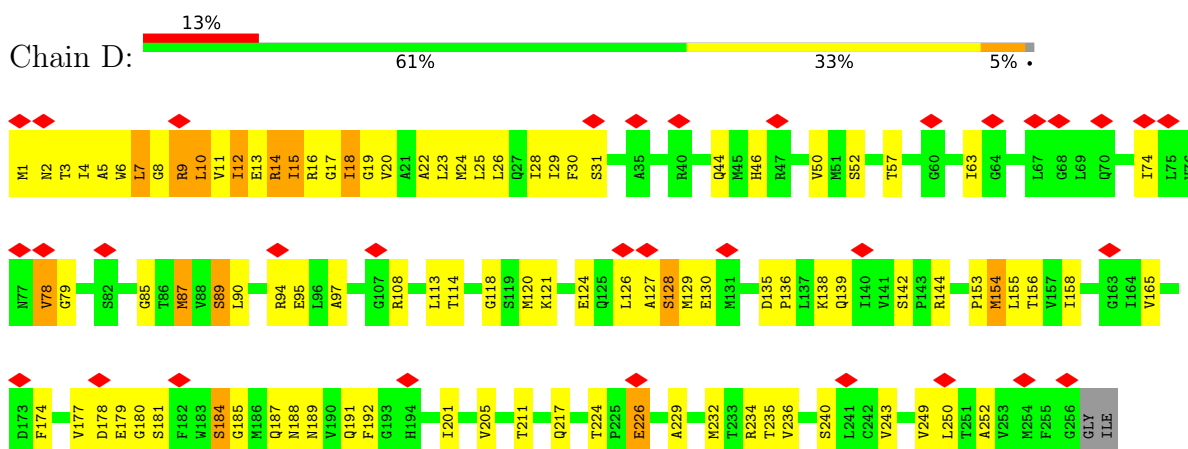 13%
Chain D:
61% 33% 5% •
M1 N2 T3 I4 A5 W6 L7 G8 R9 L10 V11 I12 E13 R14 I15 R16 G17 I18 G19 V20 A21 A22 L23 M24 L25 L26 Q27 I28 I29 F30 S31 A35 R40 Q44 M45 H46 R47 V50 M51 S52 T57 G60 I63 G64 L67 G68 L69 Q70 I74 L75
N77 V78 G79 S82 G85 T86 M87 V88 S89 L90 R94 E95 L96 A97 G107 R108 L113 T114 G118 S119 M120 K121 E124 Q125 L126 A127 S128 M129 E130 M131 D135 P136 L137 K138 Q139 I140 V141 S142 P143 R144 P153 M154 L155 T156 V157 I158 G163 I164 V165
D173 F174 V177 D178 E179 G180 S181 F182 W183 S184 G185 M186 Q187 N188 N189 V190 Q191 F192 G193 H194 I201 V205 T211 Q217 T224 P225 E226 A229 M232 T233 R234 T235 V236 S240 L241 C242 V243 V249 L250 T251 A252 V253 M254 F255 G256 GLY ILE